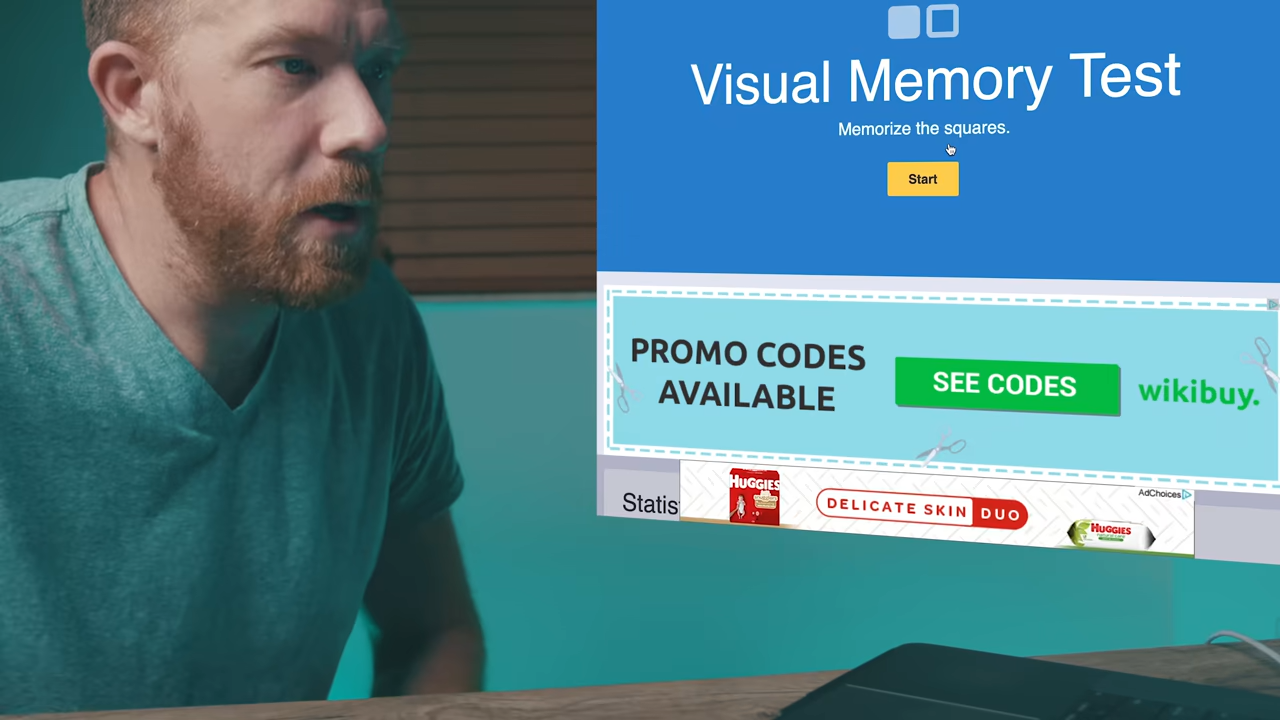 Visual Memory Test
Memorize the squares.
Start
PROMO CODES
AVAILABLE
SEE CODES
wikibuy.
Statis
HUGGIES
DELICATE SKIN DUO
AdChoices
HUGGIES